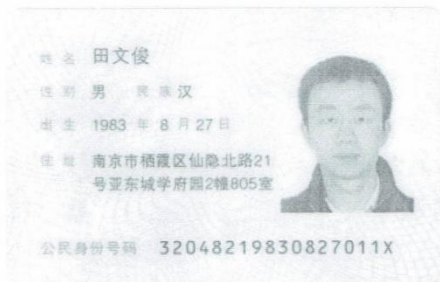 姓名 田文俊
性别 男 民族 汉
出生 1983 年 8 月 27 日
住址 南京市栖霞区仙隐北路21
号亚东城学府园2幢805室
公民身份号码 32048219830827011X